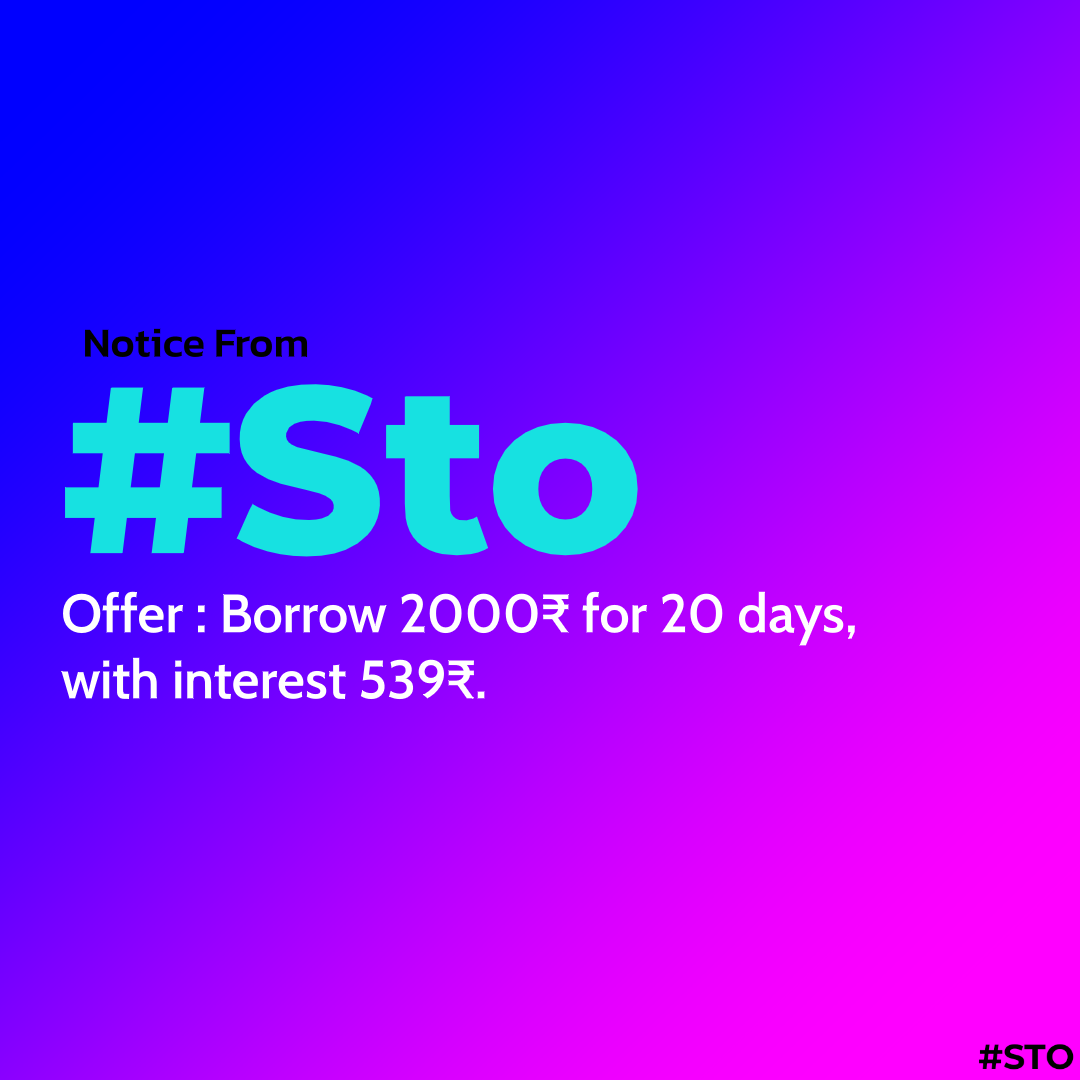 Notice From
#Sto
Offer : Borrow 2000₹ for 20 days,
with interest 539₹.
#STO